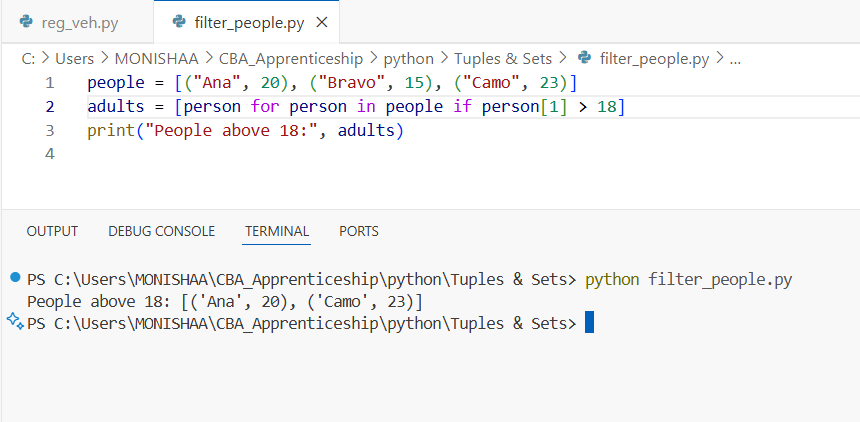 reg_veh.py filter_people.py ×
C: > Users > MONISHAA > CBA_Apprenticeship > python > Tuples & Sets > filter_people.py > ...
1 people = [("Ana", 20), ("Bravo", 15), ("Camo", 23)]
2 adults = [person for person in people if person[1] > 18]
3 print("People above 18:", adults)
4
OUTPUT DEBUG CONSOLE TERMINAL PORTS
PS C:\Users\MONISHAA\CBA_Apprenticeship\python\Tuples & Sets> python filter_people.py
People above 18: [('Ana', 20), ('Camo', 23)]
PS C:\Users\MONISHAA\CBA_Apprenticeship\python\Tuples & Sets>